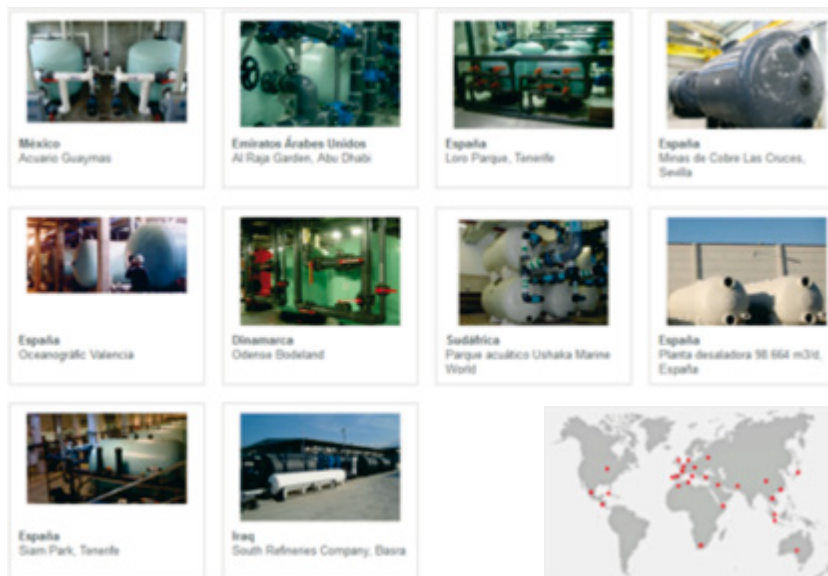 México
Acuario Guaymas
Emiratos Árabes Unidos
Al Raja Garden, Abu Dhabi
España
Loro Parque, Tenerife
España
Minas de Cobre Las Cruces,
Sevilla
España
Oceanogràfic Valencia
Dinamarca
Odense Bodeland
Sudáfrica
Parque acuático Ushaka Marine
World
España
Planta desaladora 98.664 m3/d,
España
España
Siam Park, Tenerife
Iraq
South Refineries Company, Basra